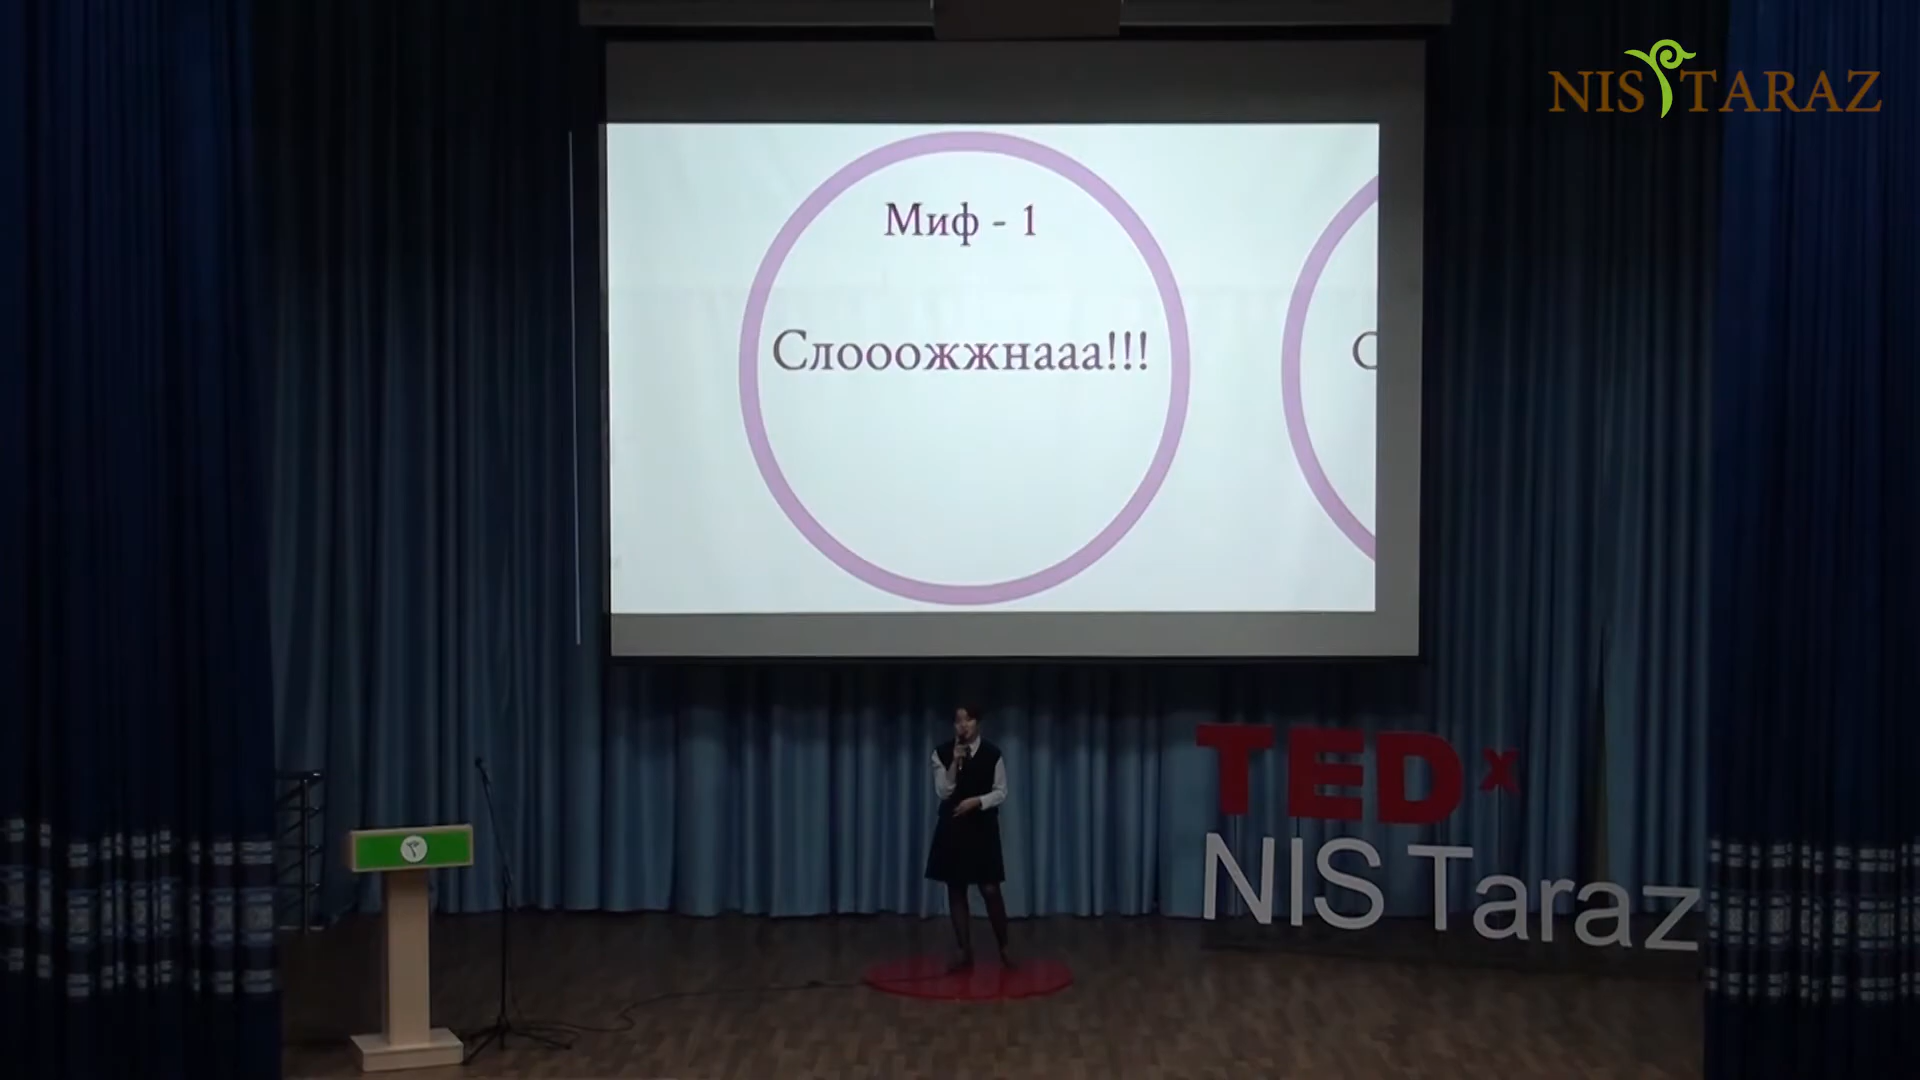 NIS TARAZ
Миф - 1
Слооожжнааа!!!
С
TEDx
NIS Taraz